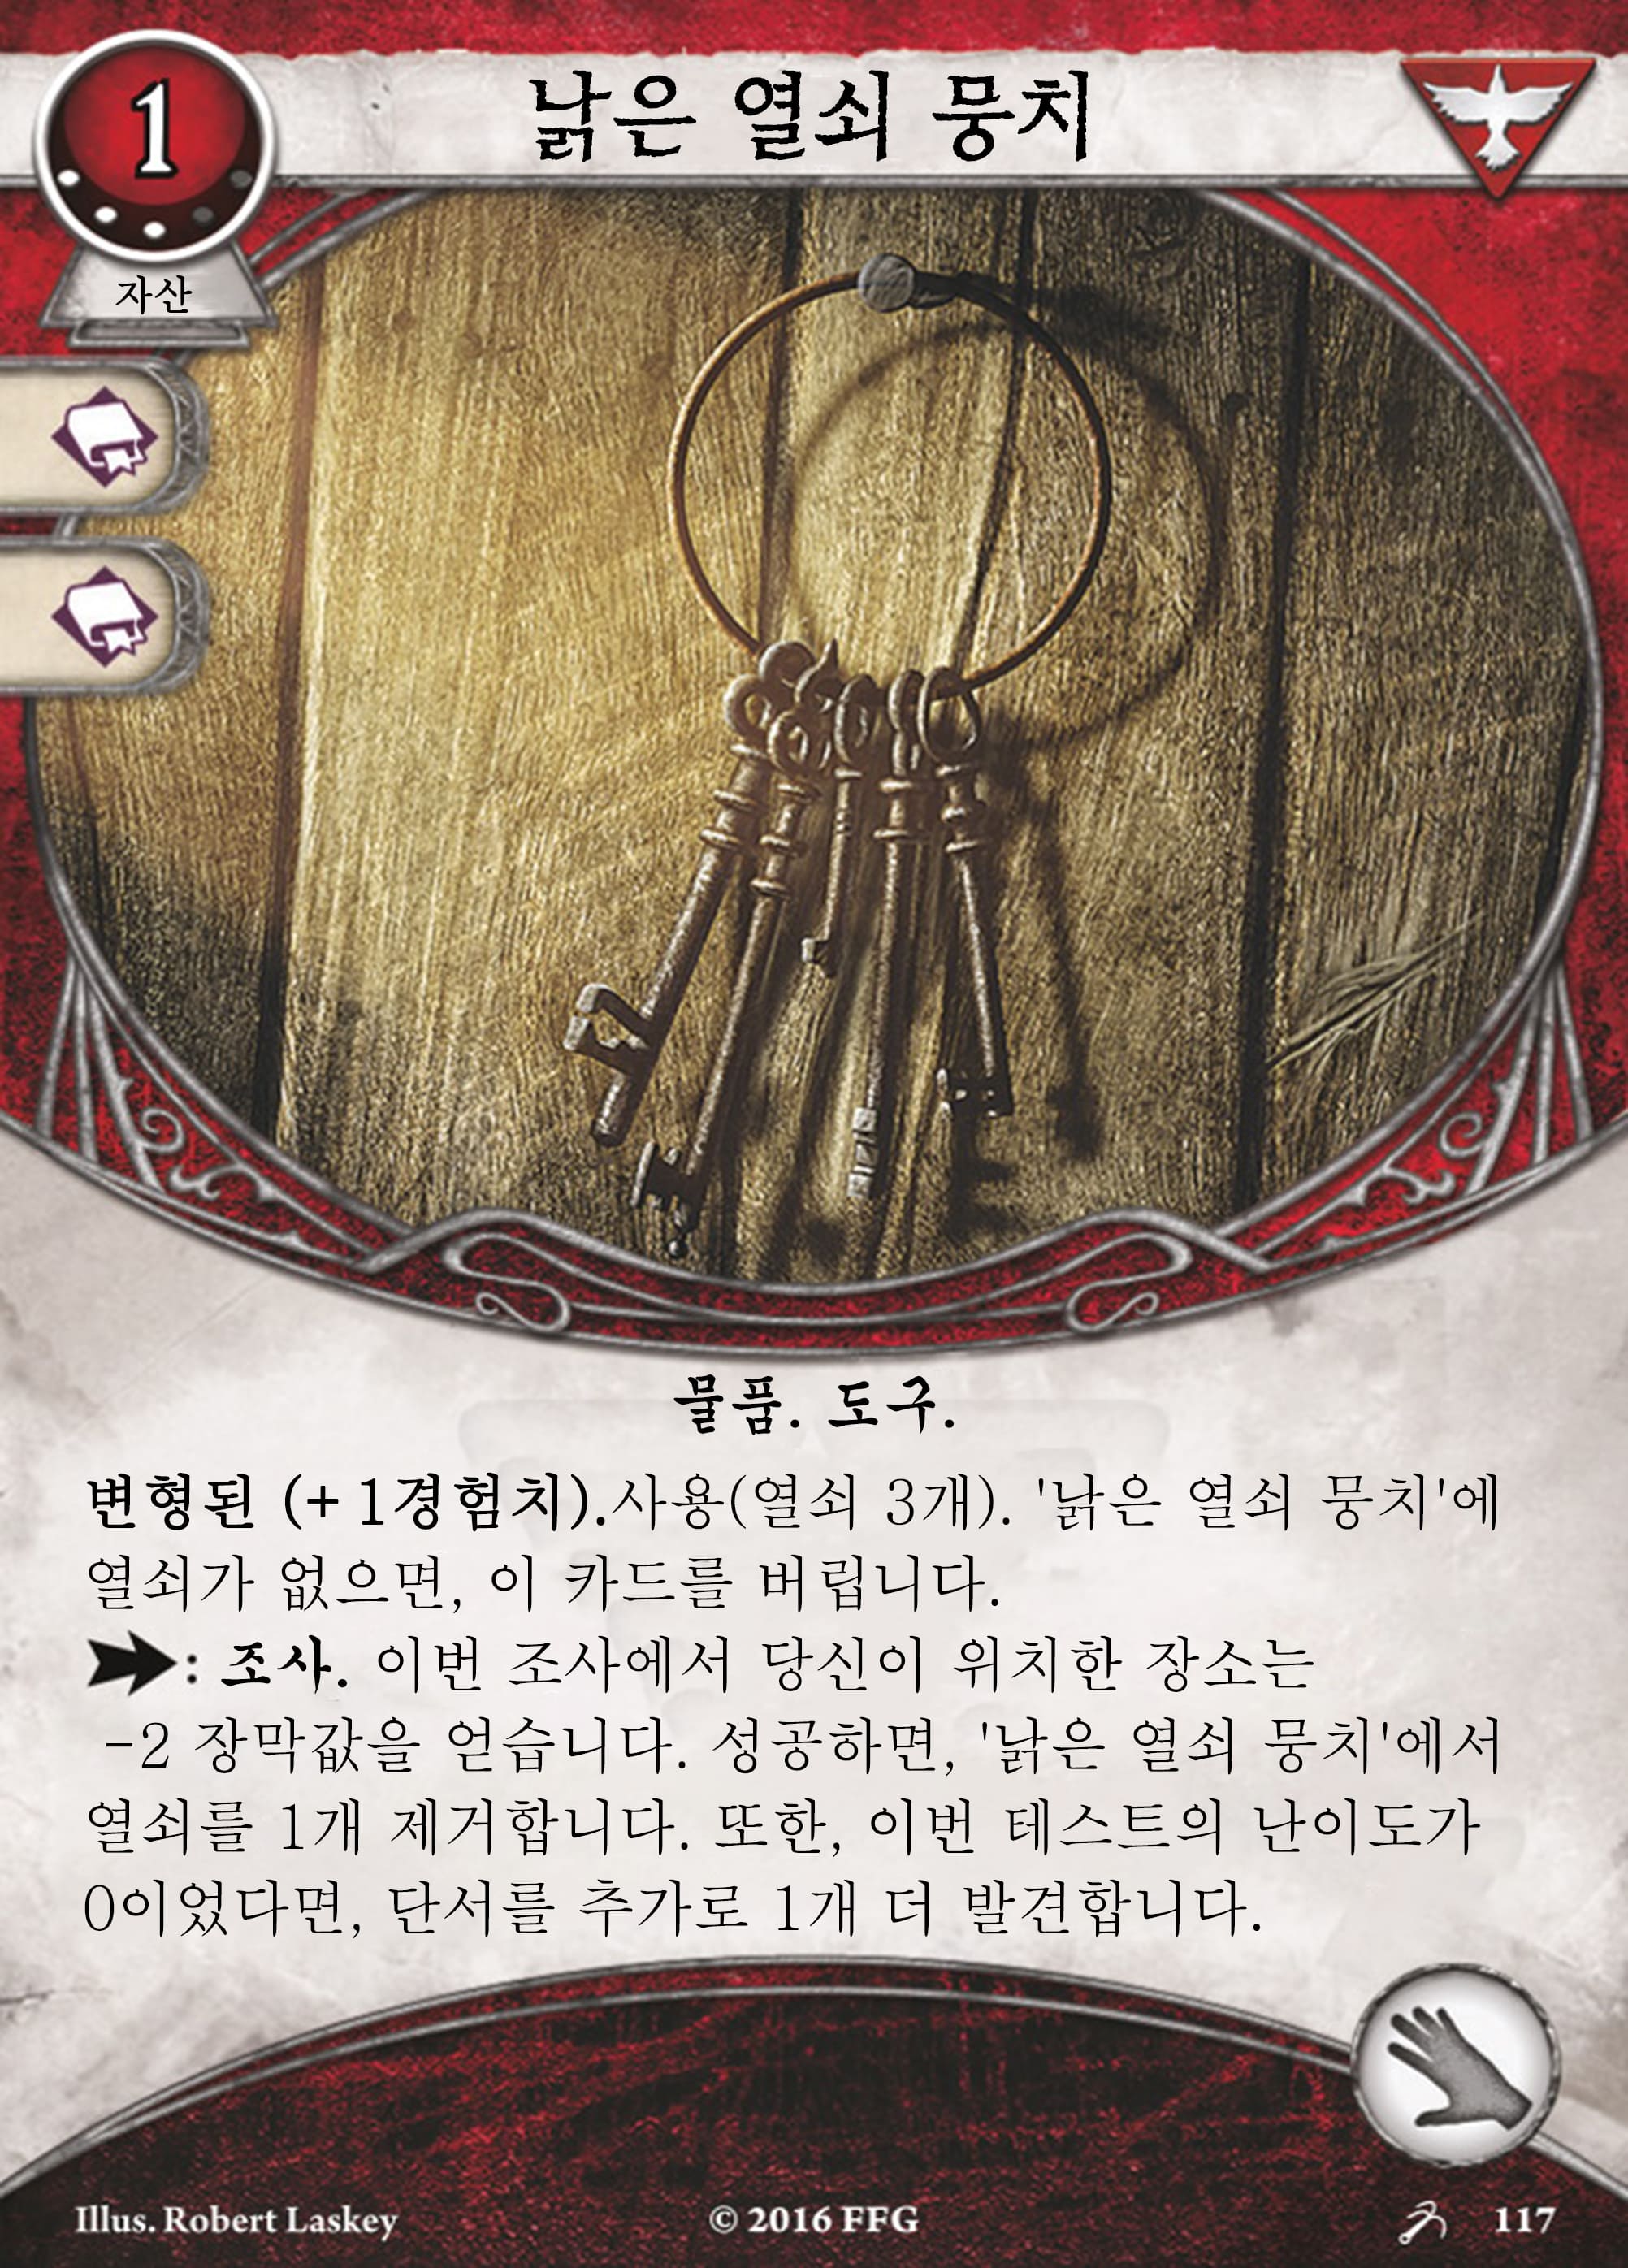 1
낡은 열쇠 뭉치
자산
물품. 도구.
변형된 (+1경험치).사용(열쇠 3개). '낡은 열쇠 뭉치'에
열쇠가 없으면, 이 카드를 버립니다.
: 조사. 이번 조사에서 당신이 위치한 장소는
-2 장막값을 얻습니다. 성공하면, '낡은 열쇠 뭉치'에서
열쇠를 1개 제거합니다. 또한, 이번 테스트의 난이도가
0이었다면, 단서를 추가로 1개 더 발견합니다.
Illus. Robert Laskey © 2016 FFG 117